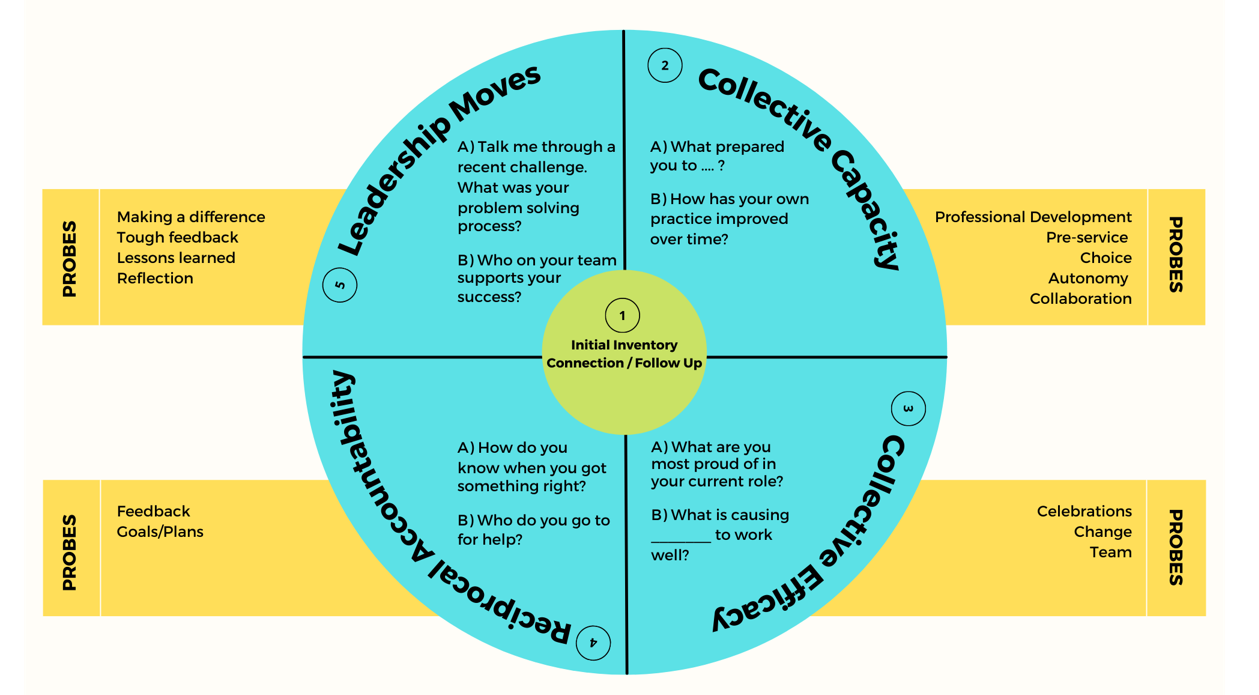 1
Initial Inventory
Connection / Follow Up
2
Collective Capacity
A) What prepared
you to .... ?
B) How has your own
practice improved
over time?
PROBES
Professional Development
Pre-service
Choice
Autonomy
Collaboration
3
Collective Efficacy
A) What are you
most proud of in
your current role?
B) What is causing
________ to work
well?
PROBES
Celebrations
Change
Team
4
Reciprocal Accountability
A) How do you
know when you got
something right?
B) Who do you go to
for help?
PROBES
Feedback
Goals/Plans
5
Leadership Moves
A) Talk me through a
recent challenge.
What was your
problem solving
process?
B) Who on your team
supports your
success?
PROBES
Making a difference
Tough feedback
Lessons learned
Reflection